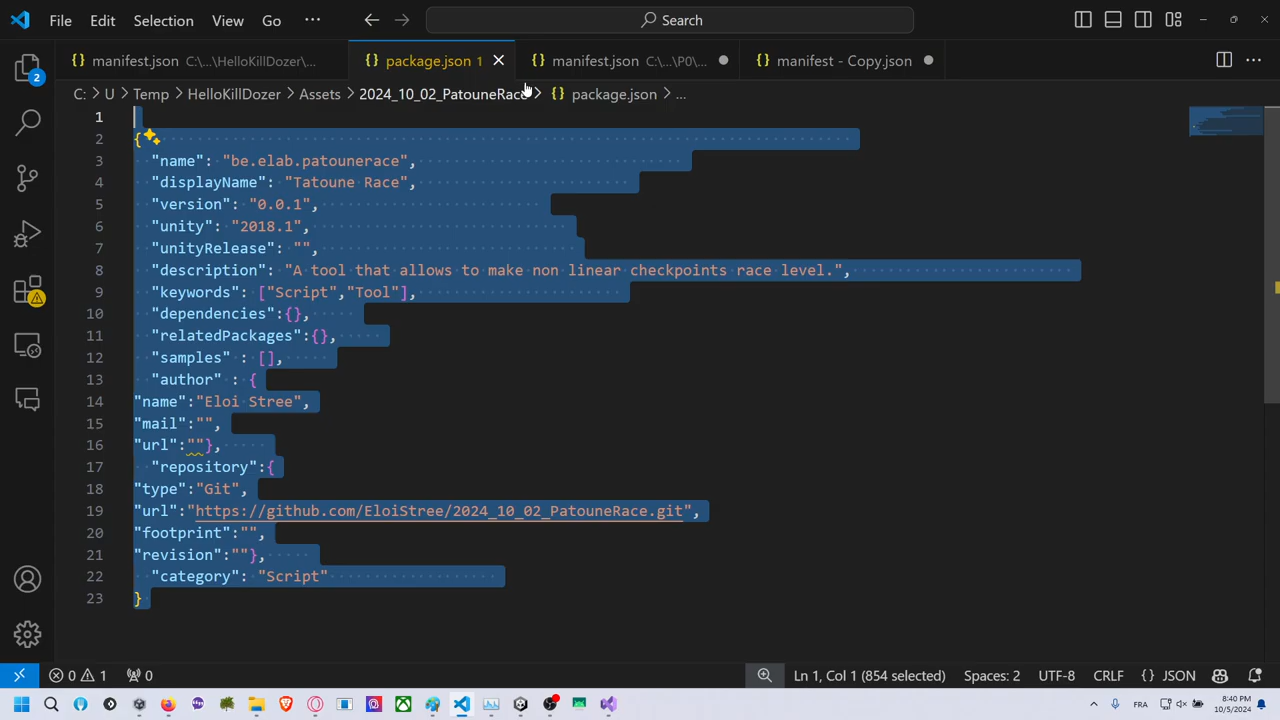 File Edit Selection View Go ··· Search
manifest.json C:\...\HelloKillDozer\... package.json 1 manifest.json C:\...\P0\... manifest - Copy.json
C: > U > Temp > HelloKillDozer > Assets > 2024_10_02_PatouneRace > {} package.json > ...
1
2 {
3 "name": "be.elab.patounerace",
4 "displayName": "Tatoune Race",
5 "version": "0.0.1",
6 "unity": "2018.1",
7 "unityRelease": "",
8 "description": "A tool that allows to make non linear checkpoints race level.",
9 "keywords": ["Script","Tool"],
10 "dependencies":{},
11 "relatedPackages":{},
12 "samples" : [],
13 "author" : {
14 "name":"Eloi Stree",
15 "mail":"",
16 "url":""},
17 "repository":{
18 "type":"Git",
19 "url":"https://github.com/EloiStree/2024_10_02_PatouneRace.git",
20 "footprint":"",
21 "revision":""},
22 "category": "Script"
23 }
2
0 1 0 Ln 1, Col 1 (854 selected) Spaces: 2 UTF-8 CRLF {} JSON
FRA 8:40 PM
10/5/2024